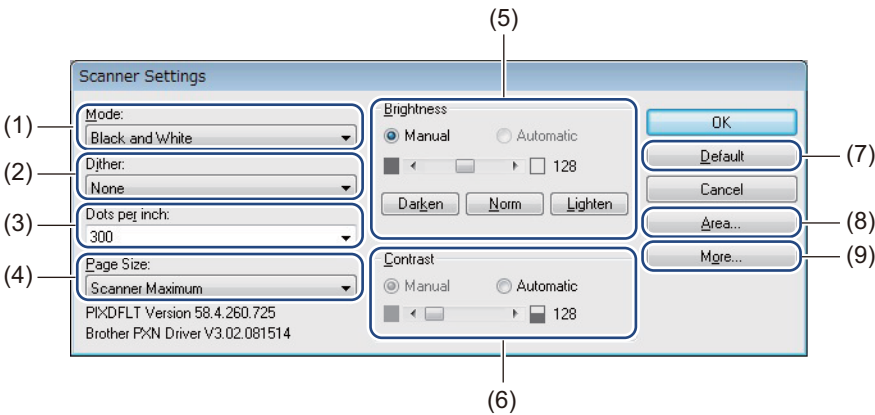 (5)
Scanner Settings
(1)
Mode:
Black and White
(2)
Dither:
None
(3)
Dots per inch:
300
(4)
Page Size:
Scanner Maximum
PIXDFLT Version 58.4.260.725
Brother PXN Driver V3.02.081514
Brightness
Manual Automatic
128
Darken Norm Lighten
Contrast
Manual Automatic
128
(6)
OK
Default
(7)
Cancel
Area...
(8)
More...
(9)